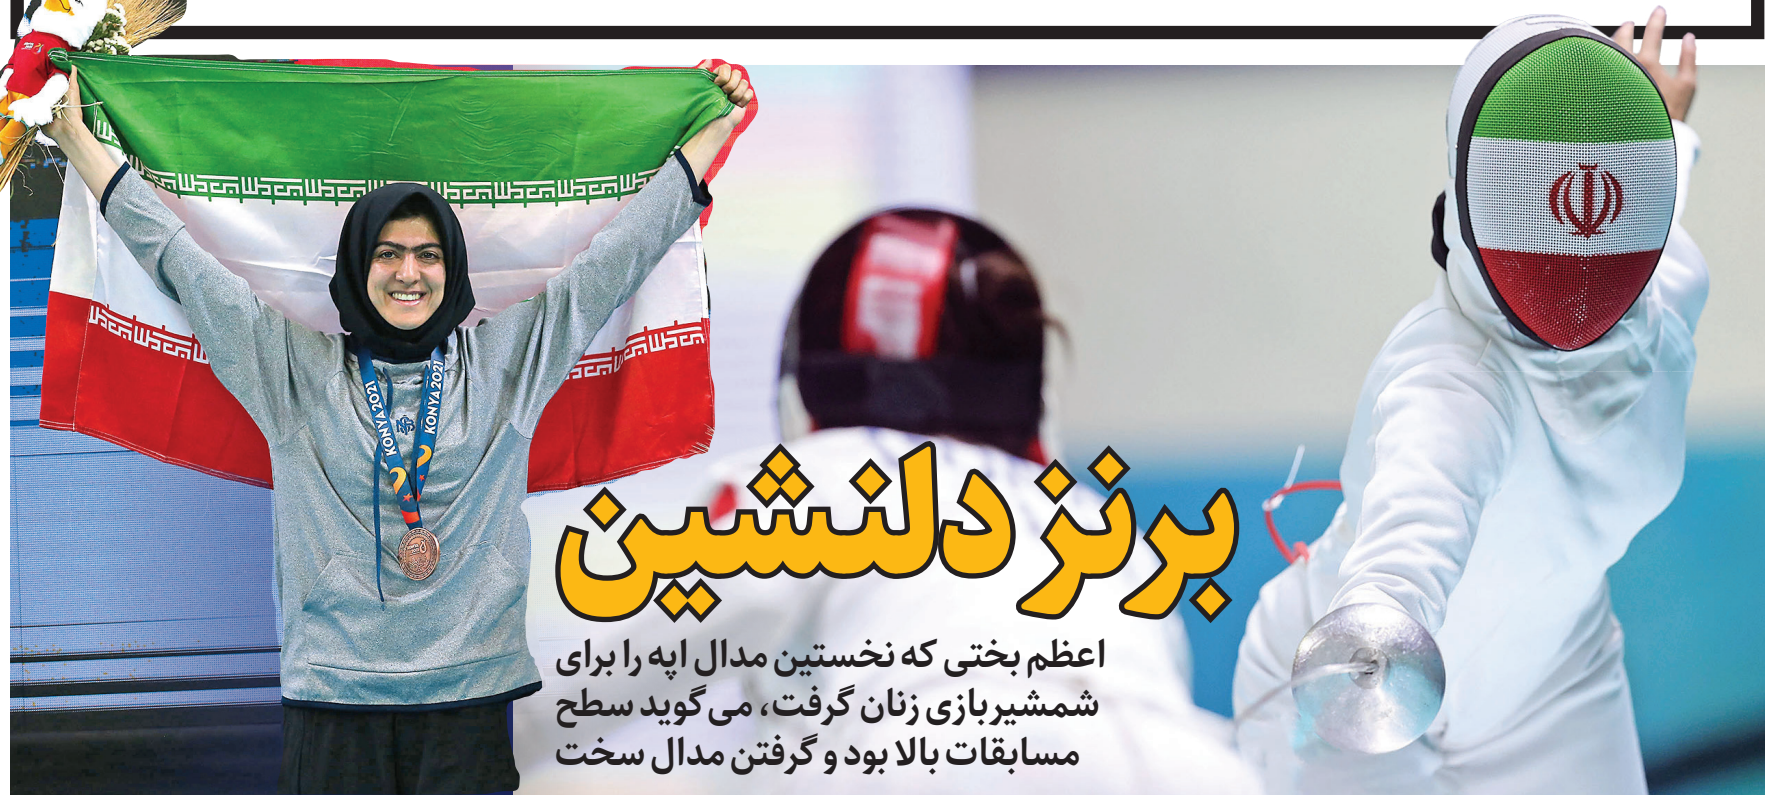 برنز دلنشین
اعظم بختی که نخستین مدال اپه را برای
شمشیربازی زنان گرفت، می‌گوید سطح
مسابقات بالا بود و گرفتن مدال سخت
KONYA 2021
KONYA 2021